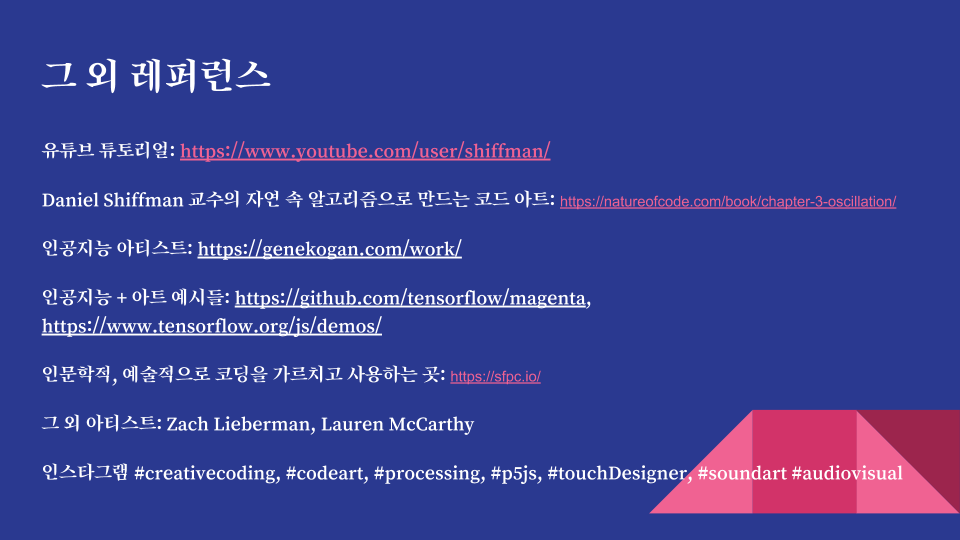 그 외 레퍼런스
유튜브 튜토리얼: https://www.youtube.com/user/shiffman/
Daniel Shiffman 교수의 자연 속 알고리즘으로 만드는 코드 아트: https://natureofcode.com/book/chapter-3-oscillation/
인공지능 아티스트: https://genekogan.com/work/
인공지능 + 아트 예시들: https://github.com/tensorflow/magenta,
https://www.tensorflow.org/js/demos/
인문학적, 예술적으로 코딩을 가르치고 사용하는 곳: https://sfpc.io/
그 외 아티스트: Zach Lieberman, Lauren McCarthy
인스타그램 #creativecoding, #codeart, #processing, #p5js, #touchDesigner, #soundart #audiovisual